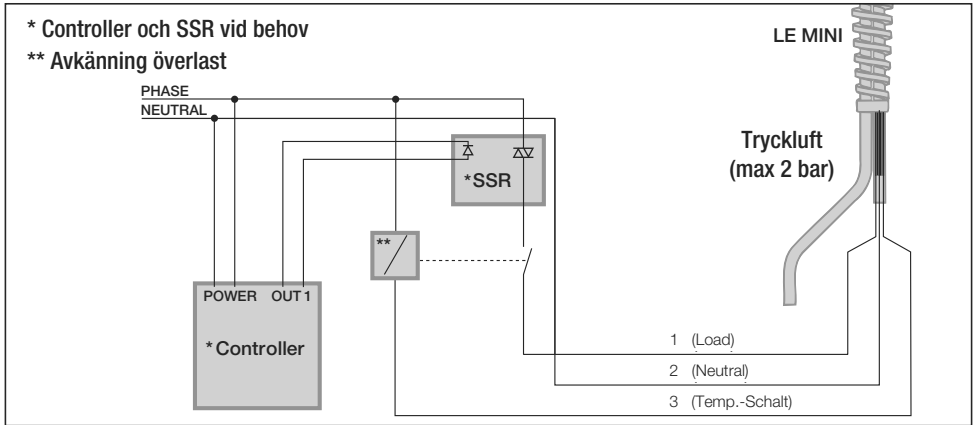 * Controller och SSR vid behov
** Avkänning överlast
LE MINI
PHASE
NEUTRAL
Tryckluft
(max 2 bar)
*SSR
**
POWER OUT 1
* Controller
1 (Load)
2 (Neutral)
3 (Temp.-Schalt)